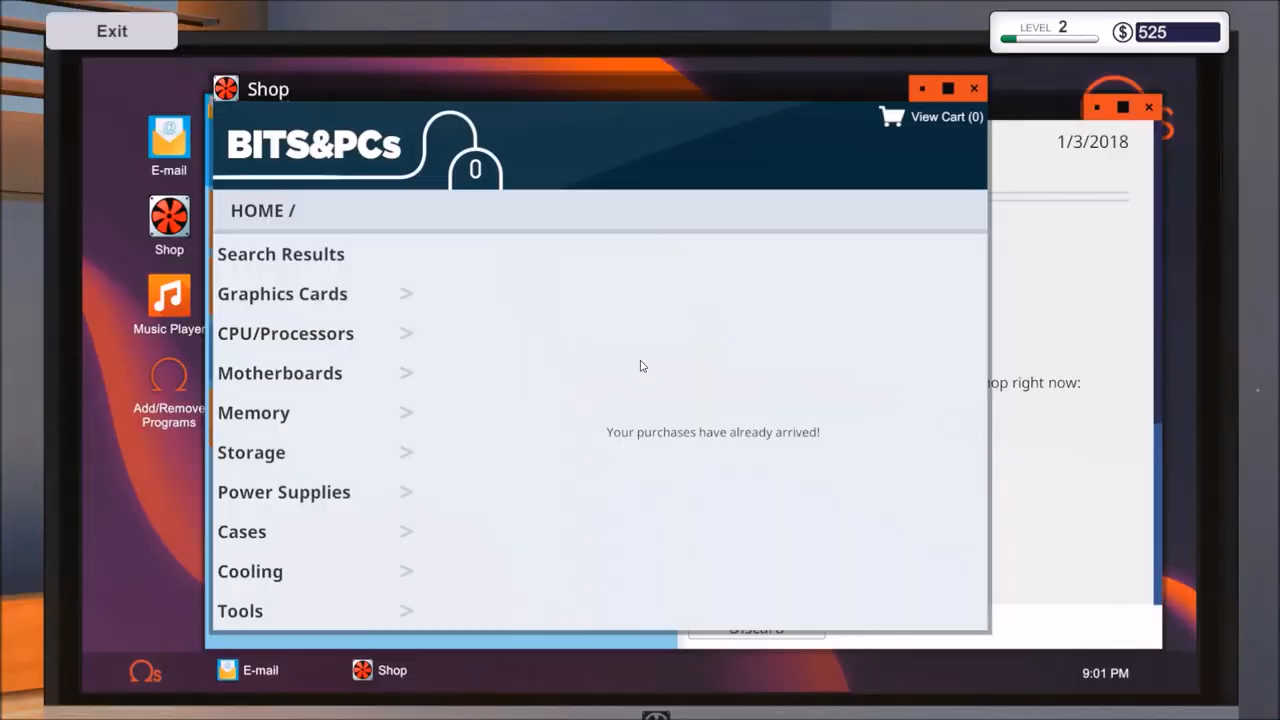 Exit
LEVEL 2
$ 525
Shop
BITS&PCs
View Cart (0)
1/3/2018
HOME /
E-mail
Shop
Music Player
Add/Remove
Programs
Search Results
Graphics Cards >
CPU/Processors >
Motherboards >
Memory >
Storage >
Power Supplies >
Cases >
Cooling >
Tools >
Your purchases have already arrived!
right now:
Discard
Ωs
E-mail
Shop
9:01 PM